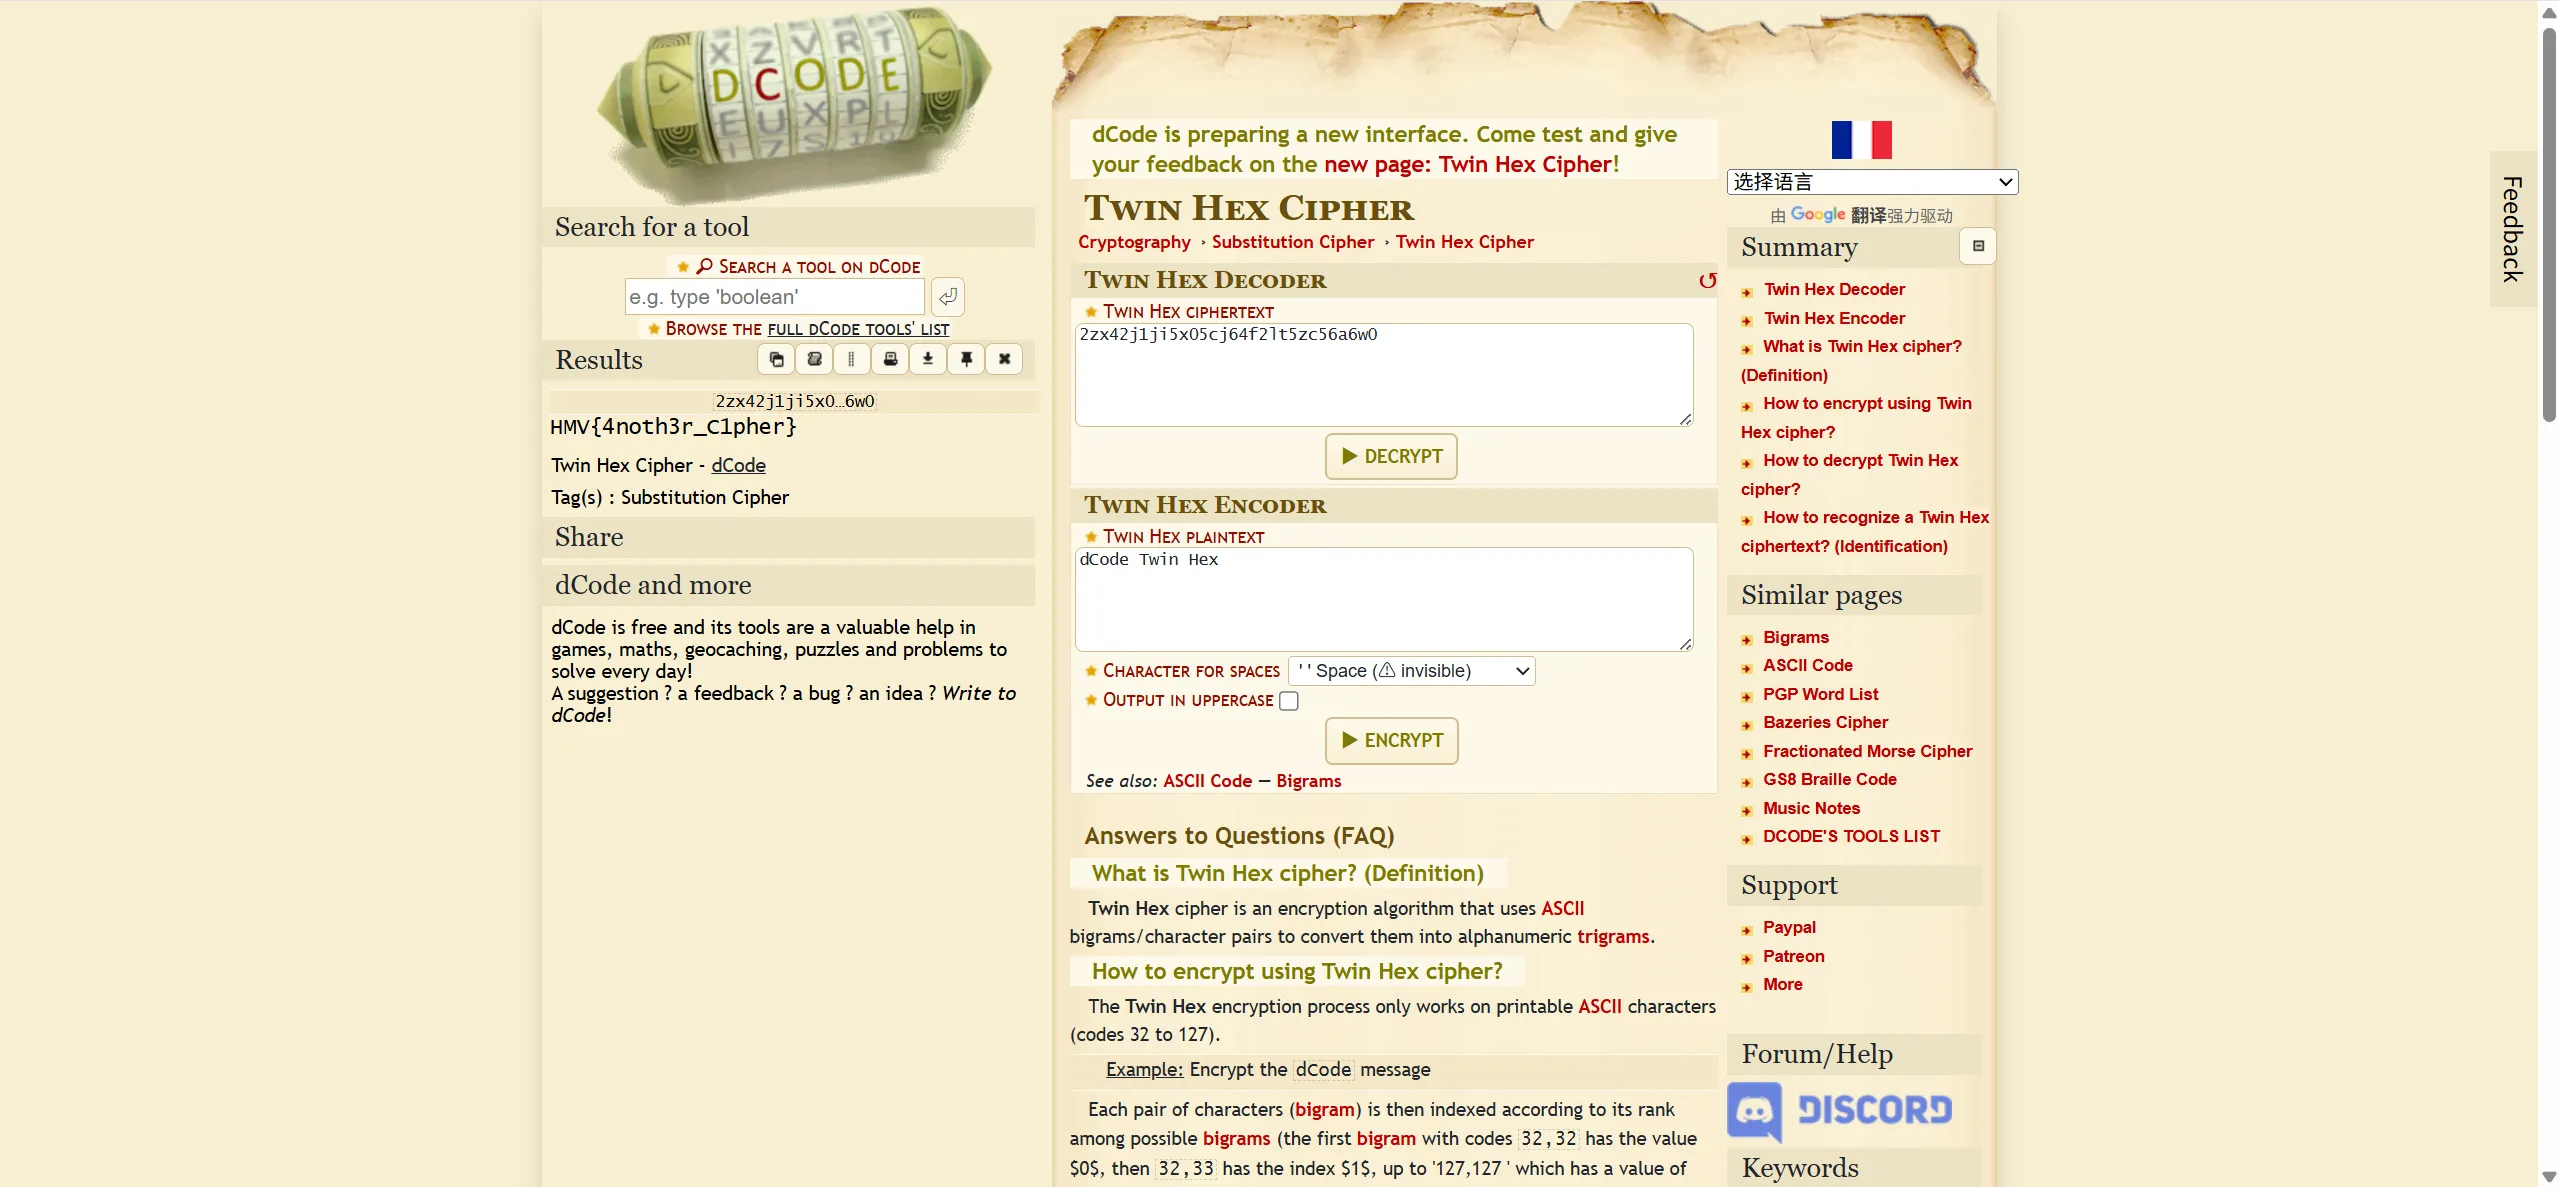 DCODE
Search for a tool
Search a tool on dCode
e.g. type 'boolean'
Browse the full dCode tools' list
Results
2zx42j1ji5xO…6wO
HMV{4noth3r_C1pher}
Twin Hex Cipher - dCode
Tag(s) : Substitution Cipher
Share
dCode and more
dCode is free and its tools are a valuable help in
games, maths, geocaching, puzzles and problems to
solve every day!
A suggestion ? a feedback ? a bug ? an idea ? Write to
dCode!
dCode is preparing a new interface. Come test and give
your feedback on the new page: Twin Hex Cipher!
Twin Hex Cipher
Cryptography › Substitution Cipher › Twin Hex Cipher
Twin Hex Decoder
Twin Hex ciphertext
2zx42j1ji5xO5cj64f2lt5zc56a6wO
▶ DECRYPT
Twin Hex Encoder
Twin Hex plaintext
dCode Twin Hex
Character for spaces ' ' Space (⚠ invisible)
Output in uppercase
▶ ENCRYPT
See also: ASCII Code — Bigrams
Answers to Questions (FAQ)
What is Twin Hex cipher? (Definition)
Twin Hex cipher is an encryption algorithm that uses ASCII
bigrams/character pairs to convert them into alphanumeric trigrams.
How to encrypt using Twin Hex cipher?
The Twin Hex encryption process only works on printable ASCII characters
(codes 32 to 127).
Example: Encrypt the dCode message
Each pair of characters (bigram) is then indexed according to its rank
among possible bigrams (the first bigram with codes 32,32 has the value
$0$, then 32,33 has the index $1$, up to '127,127 ' which has a value of
选择语言
由 Google 翻译强力驱动
Summary
Twin Hex Decoder
Twin Hex Encoder
What is Twin Hex cipher?
(Definition)
How to encrypt using Twin
Hex cipher?
How to decrypt Twin Hex
cipher?
How to recognize a Twin Hex
ciphertext? (Identification)
Similar pages
Bigrams
ASCII Code
PGP Word List
Bazeries Cipher
Fractionated Morse Cipher
GS8 Braille Code
Music Notes
DCODE'S TOOLS LIST
Support
Paypal
Patreon
More
Forum/Help
DISCORD
Keywords
Feedback